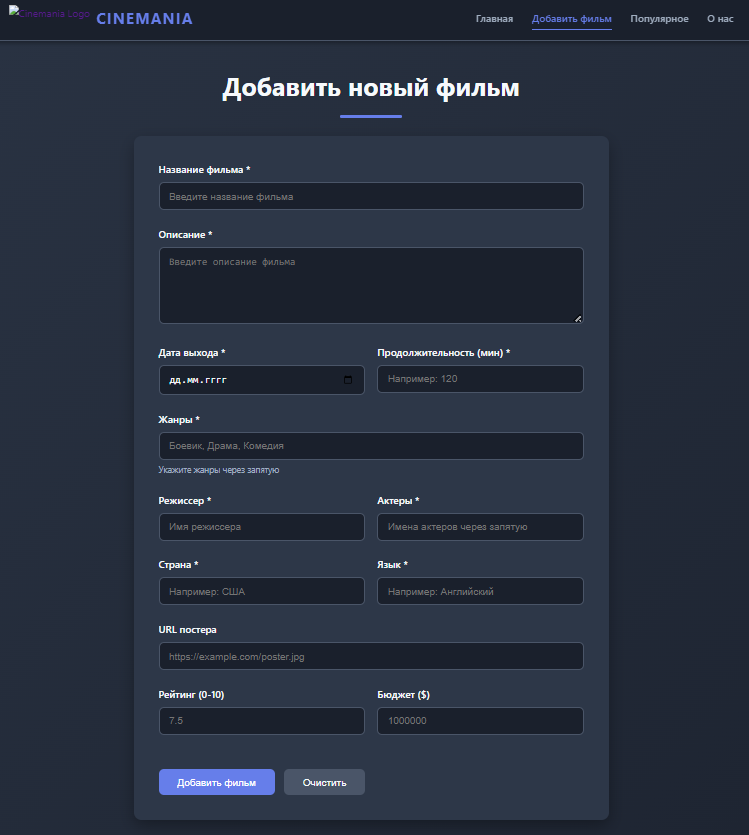 Cinemania Logo CINEMANIA Главная Добавить фильм Популярное О нас
Добавить новый фильм
Название фильма *
Введите название фильма
Описание *
Введите описание фильма
Дата выхода * Продолжительность (мин) *
дд.мм.гггг Например: 120
Жанры *
Боевик, Драма, Комедия
Укажите жанры через запятую
Режиссер * Актеры *
Имя режиссера Имена актеров через запятую
Страна * Язык *
Например: США Например: Английский
URL постера
https://example.com/poster.jpg
Рейтинг (0-10) Бюджет ($)
7.5 1000000
Добавить фильм Очистить